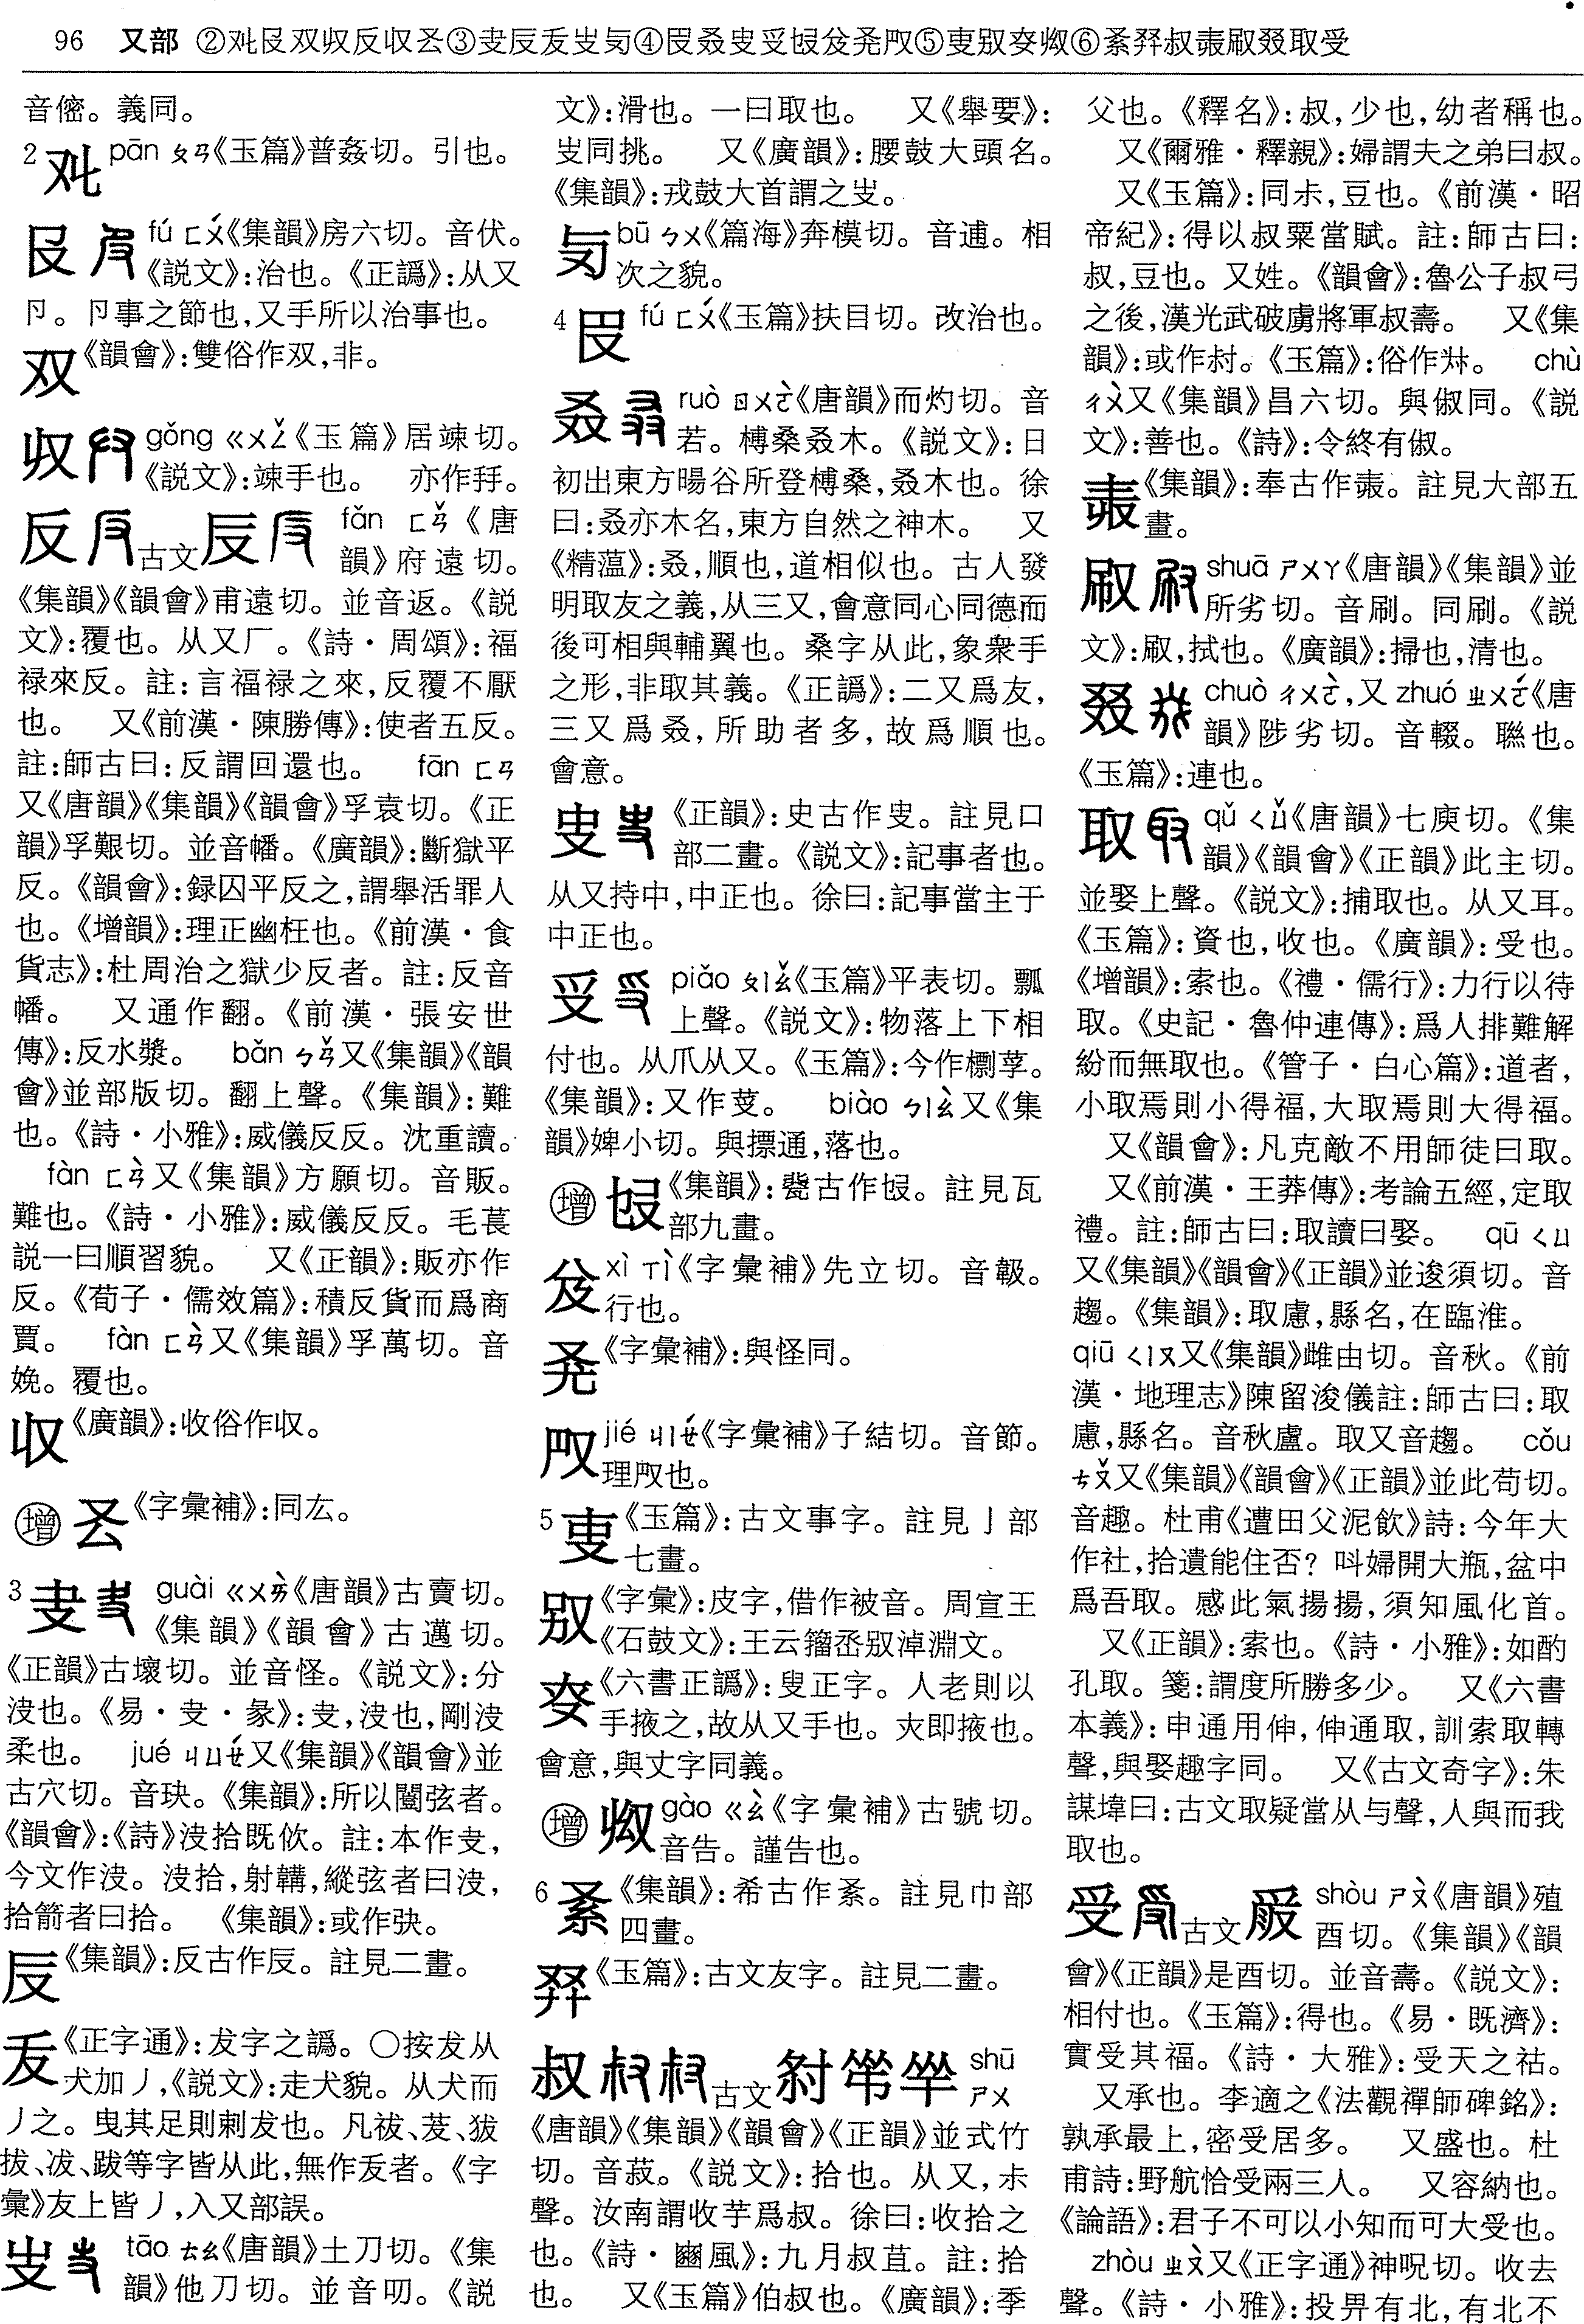 96 又部 ②𠬢𠬝双𠬜反収圣③叏反犮𠬢𠭇④𠬝叒叓𠬪叝𠬶𠫸叞⑤叓叚㕜⑥叔㕞叕取受
音偬。義同。
2 pān ㄆㄢ《玉篇》普姦切。引也。
𠬝 fú ㄈㄨˊ《集韻》房六切。音伏。
《説文》:治也。《正譌》:从又
卪。卪事之節也,又手所以治事也。
双《韻會》:雙俗作双,非。
gǒng ㄍㄨㄥˇ《玉篇》居竦切。
《説文》:竦手也。 亦作拜。
反 古文 fǎn ㄈㄢˇ《唐
韻》府遠切。
《集韻》《韻會》甫遠切。並音返。《説
文》:覆也。从又厂。《詩·周頌》:福
禄來反。註:言福禄之來,反覆不厭
也。 又《前漢·陳勝傳》:使者五反。
註:師古曰:反謂回還也。 fān ㄈㄢ
又《唐韻》《集韻》《韻會》孚袁切。《正
韻》孚艱切。並音幡。《廣韻》:斷獄平
反。《韻會》:録囚平反之,謂舉活罪人
也。《增韻》:理正幽枉也。《前漢·食
貨志》:杜周治之獄少反者。註:反音
幡。 又通作翻。《前漢·張安世
傳》:反水漿。 bǎn ㄅㄢˇ又《集韻》《韻
會》並部版切。翻上聲。《集韻》:難
也。《詩·小雅》:威儀反反。沈重讀。
fàn ㄈㄢˋ又《集韻》方願切。音販。
難也。《詩·小雅》:威儀反反。毛萇
説一曰順習貌。 又《正韻》:販亦作
反。《荀子·儒效篇》:積反貨而爲商
賈。 fàn ㄈㄢˋ又《集韻》孚萬切。音
娩。覆也。
収《廣韻》:收俗作収。
增 圣《字彙補》:同厷。
3 叏 guài ㄍㄨㄞˋ《唐韻》古賣切。
《集韻》《韻會》古邁切。
《正韻》古壞切。並音怪。《説文》:分
決也。《易·夬·彖》:夬,決也,剛決
柔也。 jué ㄐㄩㄝˊ又《集韻》《韻會》並
古穴切。音玦。《集韻》:所以闓弦者。
《韻會》:《詩》決拾既佽。註:本作叏,
今文作決。決拾,射韝,縱弦者曰決,
拾箭者曰拾。 《集韻》:或作弽。
《集韻》:反古作𠬡。註見二畫。
《正字通》:犮字之譌。○按犮从
犬加丿,《説文》:走犬貌。从犬而
丿之。曳其足則刺犮也。凡祓、茇、犻
拔、冹、跋等字皆从此,無作叐者。《字
彙》友上皆丿,入又部誤。
tāo ㄊㄠ《唐韻》土刀切。《集
韻》他刀切。並音叨。《説
文》:滑也。一曰取也。 又《舉要》:
𠬢同挑。 又《廣韻》:腰鼓大頭名。
《集韻》:戎鼓大首謂之𠬢。
bū ㄅㄨ《篇海》奔模切。音逋。相
次之貌。
4 fú ㄈㄨˊ《玉篇》扶目切。改治也。
叒 ruò ㄖㄨㄛˋ《唐韻》而灼切。音
若。榑桑叒木。《説文》:日
初出東方暘谷所登榑桑,叒木也。徐
曰:叒亦木名,東方自然之神木。 又
《精藴》:叒,順也,道相似也。古人發
明取友之義,从三又,會意同心同德而
後可相與輔翼也。桑字从此,象衆手
之形,非取其義。《正譌》:二又爲友,
三又爲叒,所助者多,故爲順也。
會意。
《正韻》:史古作叓。註見口
部二畫。《説文》:記事者也。
从又持中,中正也。徐曰:記事當主于
中正也。
𠬪 piǎo ㄆㄧㄠˇ《玉篇》平表切。瓢
上聲。《説文》:物落上下相
付也。从爪从又。《玉篇》:今作摽莩。
《集韻》:又作荽。 biào ㄅㄧㄠˋ又《集
韻》婢小切。與摽通,落也。
增《集韻》:甓古作𠭊。註見瓦
部九畫。
xì ㄒㄧˋ《字彙補》先立切。音馺。
行也。
《字彙補》:與怪同。
jié ㄐㄧㄝˊ《字彙補》子結切。音節。
理也。
5 叓《玉篇》:古文事字。註見亅部
七畫。
《字彙》:皮字,借作被音。周宣王
《石鼓文》:王云籀丞淖淵文。
《六書正譌》:叟正字。人老則以
手掖之,故从又手也。㚒即掖也。
會意,與丈字同義。
增 gào ㄍㄠˋ《字彙補》古號切。
音告。謹告也。
6《集韻》:希古作㣇。註見巾部
四畫。
《玉篇》:古文友字。註見二畫。
叔 古文 shū
ㄕㄨ
《唐韻》《集韻》《韻會》《正韻》並式竹
切。音菽。《説文》:拾也。从又,尗
聲。汝南謂收芋爲叔。徐曰:收拾之
也。《詩·豳風》:九月叔苴。註:拾
也。 又《玉篇》伯叔也。《廣韻》:季
父也。《釋名》:叔,少也,幼者稱也。
又《爾雅·釋親》:婦謂夫之弟曰叔。
又《玉篇》:同尗,豆也。《前漢·昭
帝紀》:得以叔粟當賦。註:師古曰:
叔,豆也。又姓。《韻會》:魯公子叔弓
之後,漢光武破虜將軍叔壽。 又《集
韻》:或作村。《玉篇》:俗作㧑。 chù
ㄔㄨˋ又《集韻》昌六切。與俶同。《説
文》:善也。《詩》:令終有俶。
《集韻》:奉古作㡀。註見大部五
畫。
㕞 shuā ㄕㄨㄚ《唐韻》《集韻》並
所劣切。音刷。同刷。《説
文》:㕞,拭也。《廣韻》:掃也,清也。
叕 chuò ㄔㄨㄛˋ,又 zhuó ㄓㄨㄛˊ《唐
韻》陟劣切。音輟。聮也。
《玉篇》:連也。
取 qǔ ㄑㄩˇ《唐韻》七庾切。《集
韻》《韻會》《正韻》此主切。
並娶上聲。《説文》:捕取也。从又耳。
《玉篇》:資也,收也。《廣韻》:受也。
《增韻》:索也。《禮·儒行》:力行以待
取。《史記·魯仲連傳》:爲人排難解
紛而無取也。《管子·白心篇》:道者,
小取焉則小得福,大取焉則大得福。
又《韻會》:凡克敵不用師徒曰取。
又《前漢·王莽傳》:考論五經,定取
禮。註:師古曰:取讀曰娶。 qū ㄑㄩ
又《集韻》《韻會》《正韻》並逡須切。音
趨。《集韻》:取慮,縣名,在臨淮。
qiū ㄑㄧㄡ又《集韻》雌由切。音秋。《前
漢·地理志》陳留浚儀註:師古曰:取
慮,縣名。音秋盧。取又音趨。 cǒu
ㄘㄡˇ又《集韻》《韻會》《正韻》並此苟切。
音趣。杜甫《遭田父泥飲》詩:今年大
作社,拾遺能住否?呌婦開大瓶,盆中
爲吾取。感此氣揚揚,須知風化首。
又《正韻》:索也。《詩·小雅》:如酌
孔取。箋:謂度所勝多少。 又《六書
本義》:申通用伸,伸通取,訓索取轉
聲,與娶趣字同。 又《古文奇字》:朱
謀㙔曰:古文取疑當从与聲,人與而我
取也。
受 古文 shòu ㄕㄡˋ《唐韻》殖
酉切。《集韻》《韻
會》《正韻》是酉切。並音壽。《説文》:
相付也。《玉篇》:得也。《易·既濟》:
實受其福。《詩·大雅》:受天之祜。
又承也。李適之《法觀禪師碑銘》:
孰承最上,密受居多。 又盛也。杜
甫詩:野航恰受兩三人。 又容納也。
《論語》:君子不可以小知而可大受也。
zhòu ㄓㄡˋ又《正字通》神呪切。收去
聲。《詩·小雅》:投畀有北,有北不